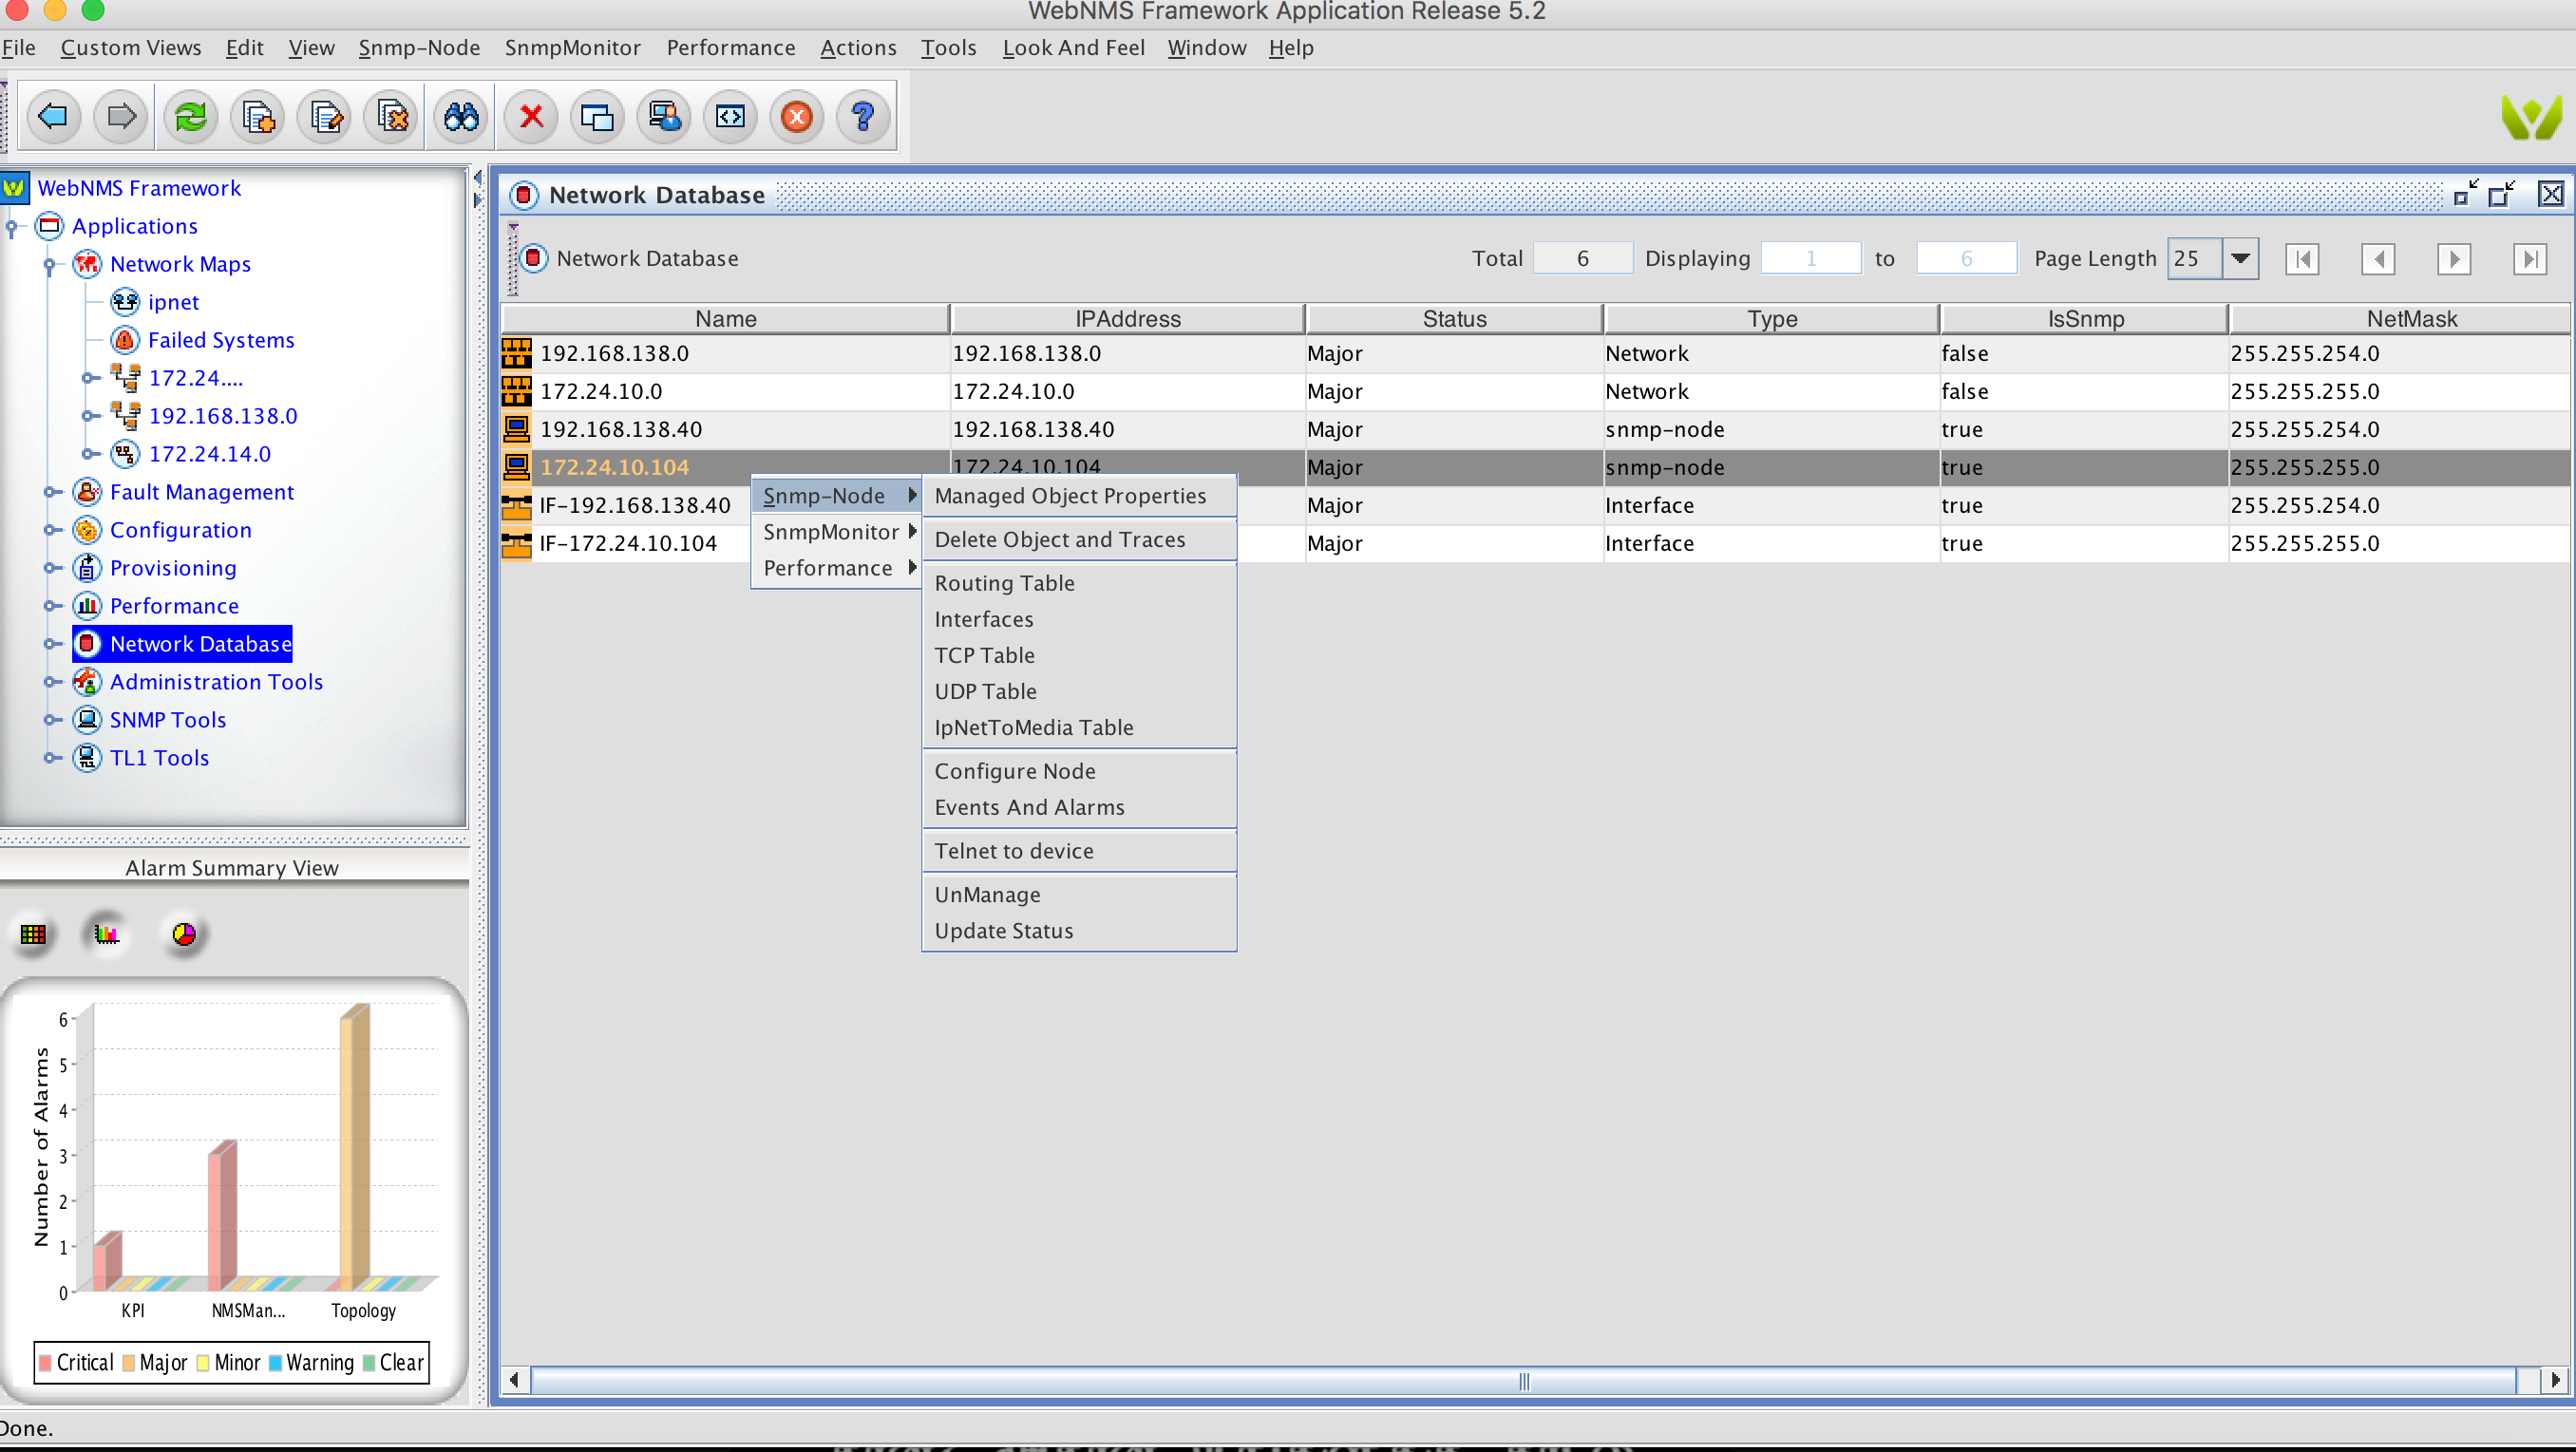 WebNMS Framework Application Release 5.2
File Custom Views Edit View Snmp-Node SnmpMonitor Performance Actions Tools Look And Feel Window Help
WebNMS Framework
Applications
Network Maps
ipnet
Failed Systems
172.24....
192.168.138.0
172.24.14.0
Fault Management
Configuration
Provisioning
Performance
Network Database
Administration Tools
SNMP Tools
TL1 Tools
Alarm Summary View
Number of Alarms
6
5
4
3
2
1
0
KPI NMSMan... Topology
Critical Major Minor Warning Clear
Network Database
Network Database Total 6 Displaying 1 to 6 Page Length 25
Name IPAddress Status Type IsSnmp NetMask
192.168.138.0 192.168.138.0 Major Network false 255.255.254.0
172.24.10.0 172.24.10.0 Major Network false 255.255.255.0
192.168.138.40 192.168.138.40 Major snmp-node true 255.255.254.0
172.24.10.104 172.24.10.104 Major snmp-node true 255.255.255.0
IF-192.168.138.40 Major Interface true 255.255.254.0
IF-172.24.10.104 Major Interface true 255.255.255.0
Snmp-Node
SnmpMonitor
Performance
Managed Object Properties
Delete Object and Traces
Routing Table
Interfaces
TCP Table
UDP Table
IpNetToMedia Table
Configure Node
Events And Alarms
Telnet to device
UnManage
Update Status
Done.